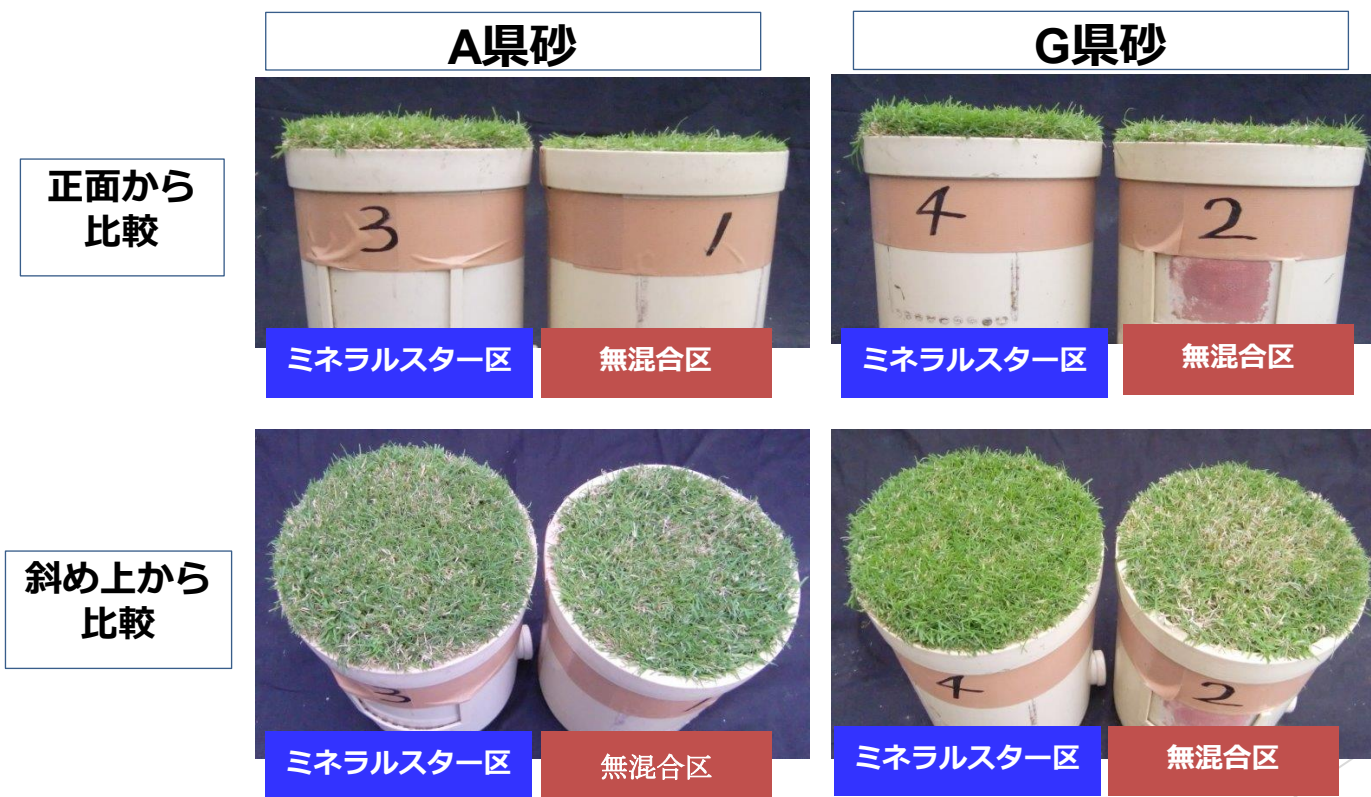 A県砂
G県砂
正面から
比較
3
1
4
2
ミネラルスター区
無混合区
ミネラルスター区
無混合区
斜め上から
比較
3
1
4
2
ミネラルスター区
無混合区
ミネラルスター区
無混合区